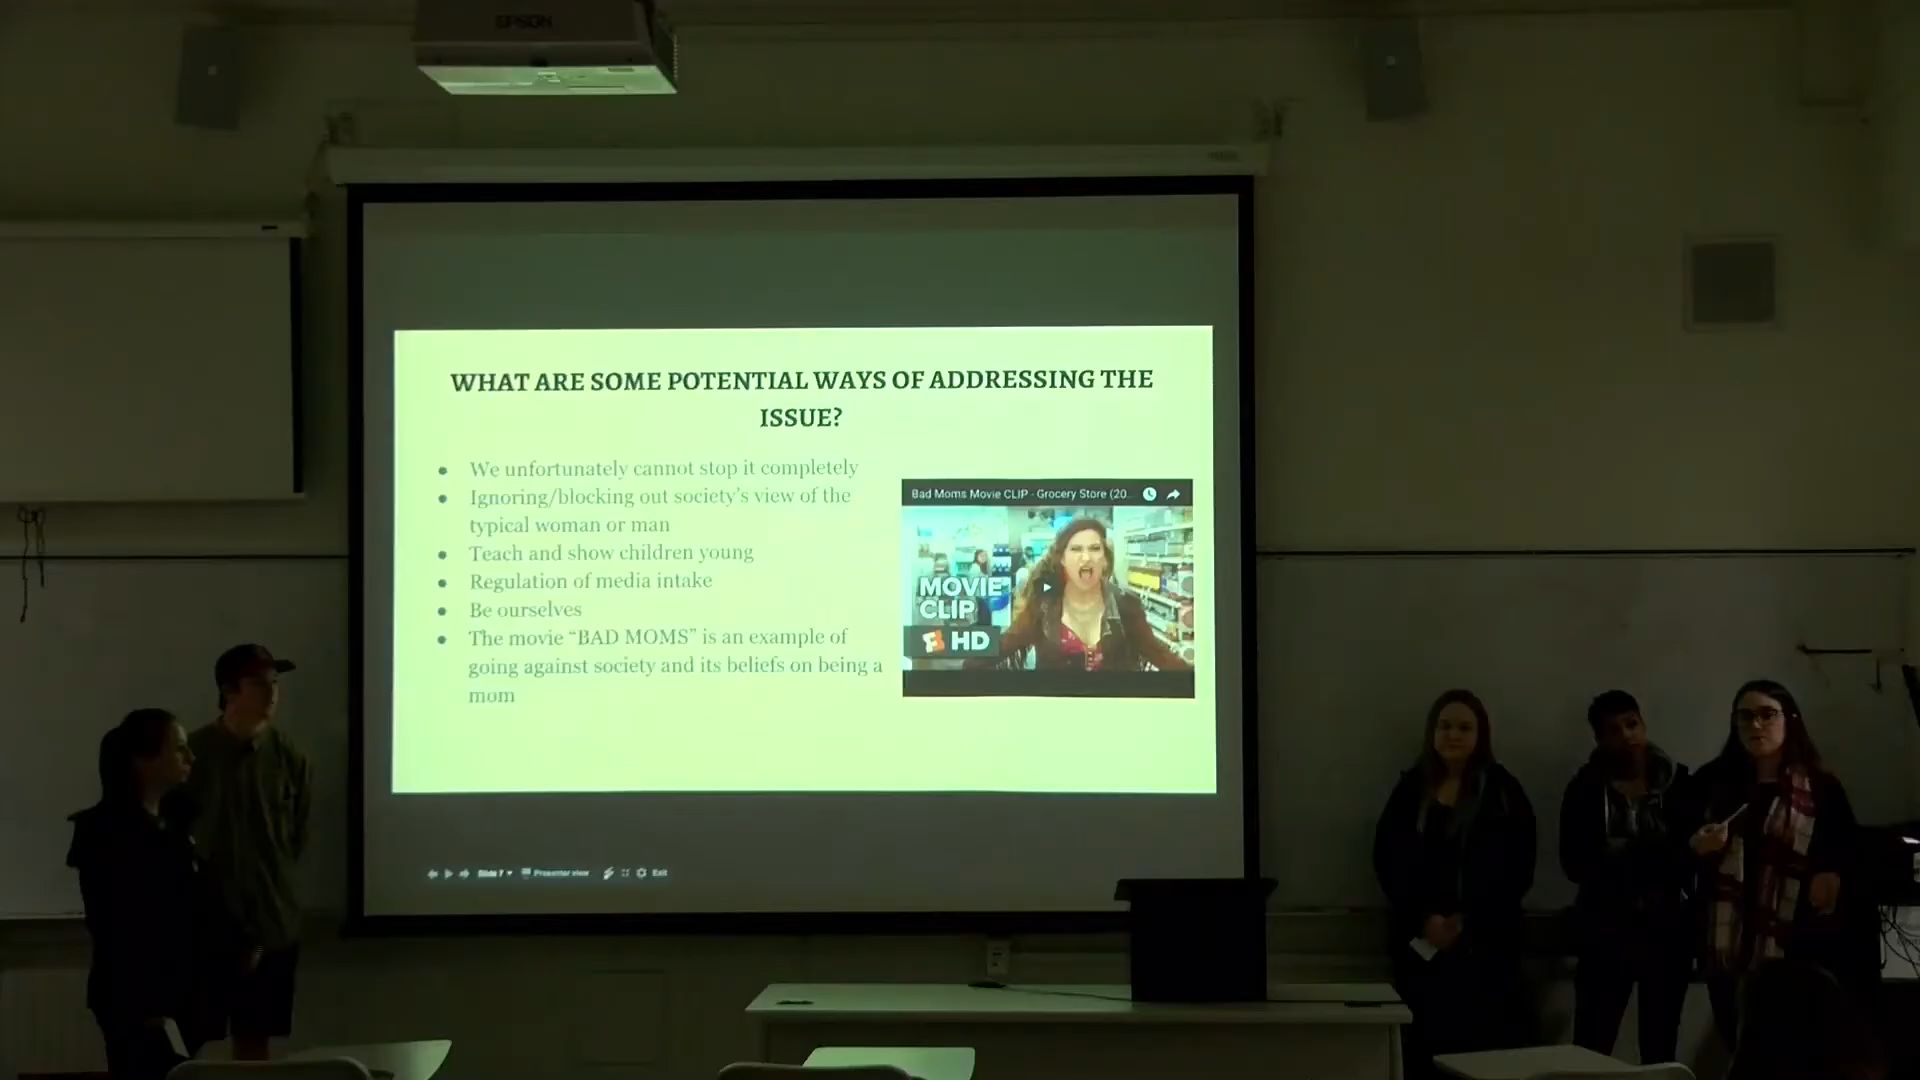 EPSON
WHAT ARE SOME POTENTIAL WAYS OF ADDRESSING THE
ISSUE?
● We unfortunately cannot stop it completely
● Ignoring/blocking out society's view of the
typical woman or man
● Teach and show children young
● Regulation of media intake
● Be ourselves
● The movie “BAD MOMS” is an example of
going against society and its beliefs on being a
mom
Bad Moms Movie CLIP - Grocery Store (20...
MOVIE
CLIP
HD
Slide 7 Presenter view Exit